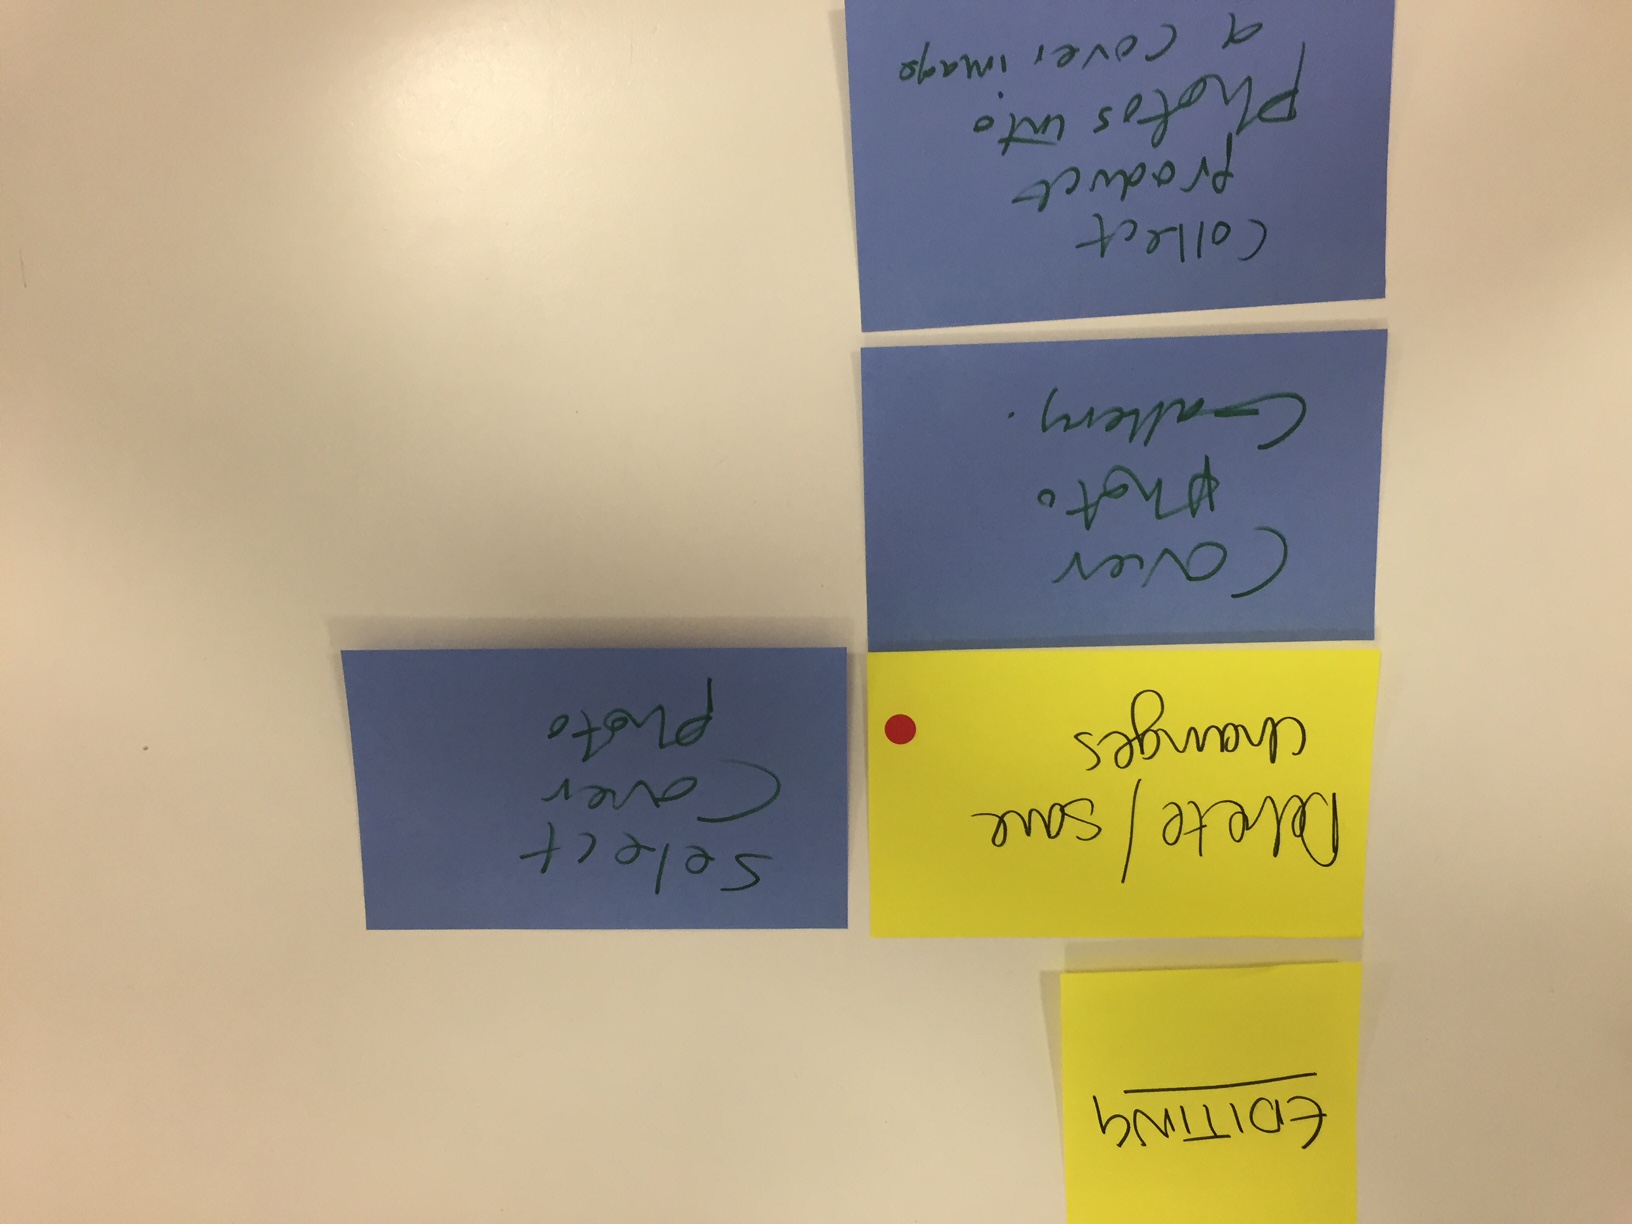 EDITING
Delete / save
changes
Select
Cover
photo
Cover
photo
Gallery.
Collect
product
photos into
a cover image